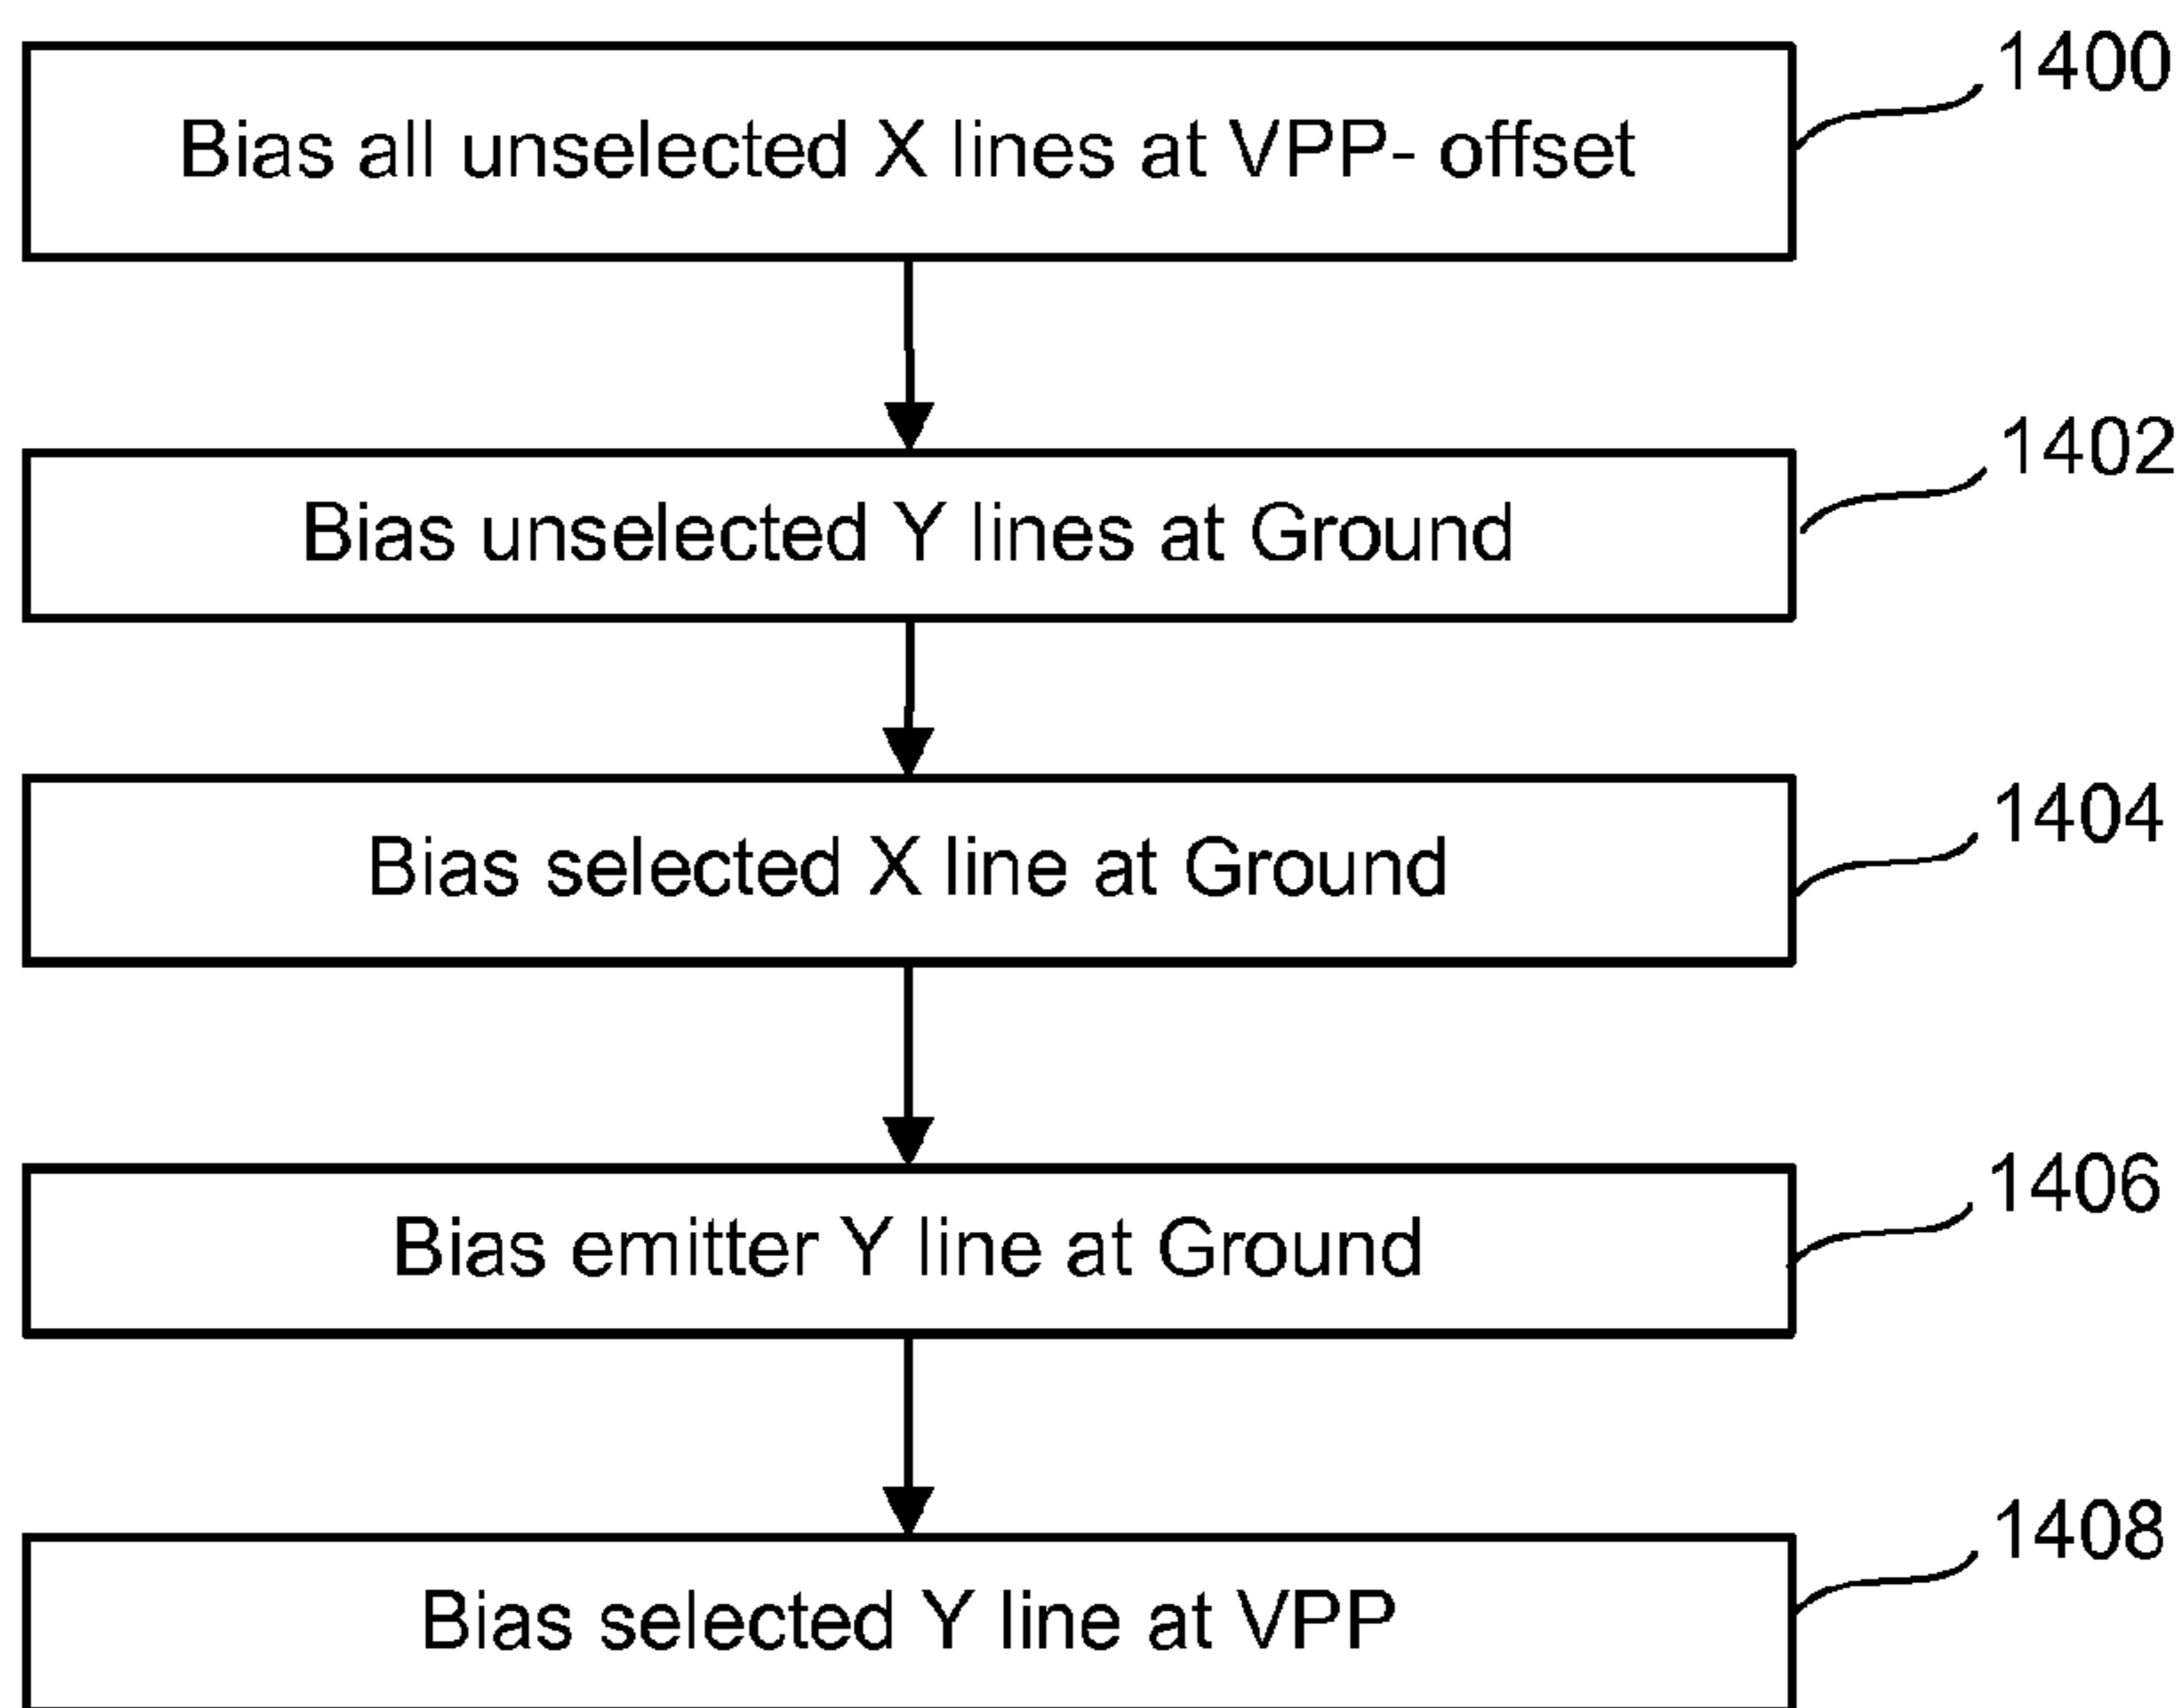 1400
Bias all unselected X lines at VPP- offset
1402
Bias unselected Y lines at Ground
1404
Bias selected X line at Ground
1406
Bias emitter Y line at Ground
1408
Bias selected Y line at VPP